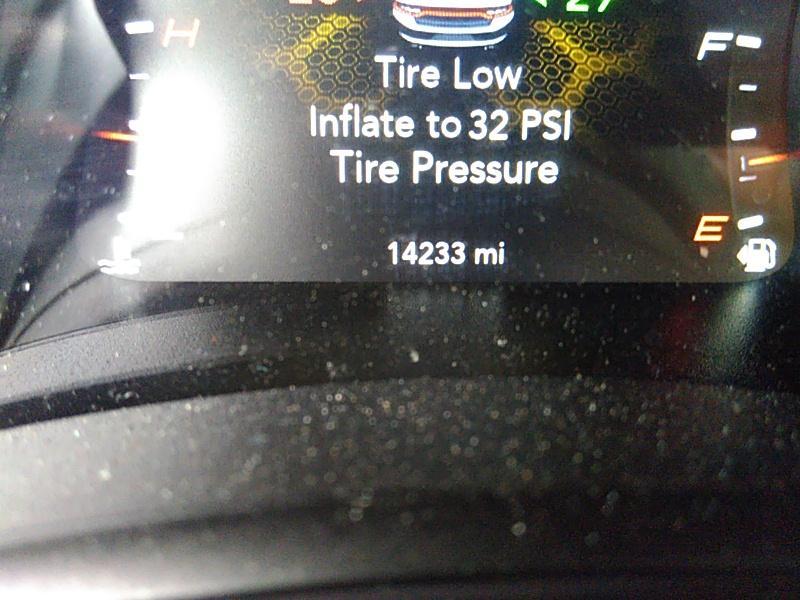 H
F
Tire Low
Inflate to 32 PSI
Tire Pressure
E
14233 mi